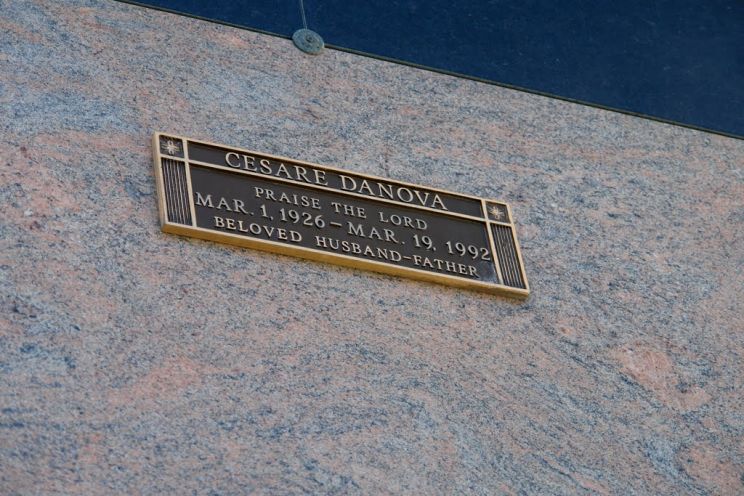 CESARE DANOVA
PRAISE THE LORD
MAR. 1, 1926 – MAR. 19, 1992
BELOVED HUSBAND–FATHER